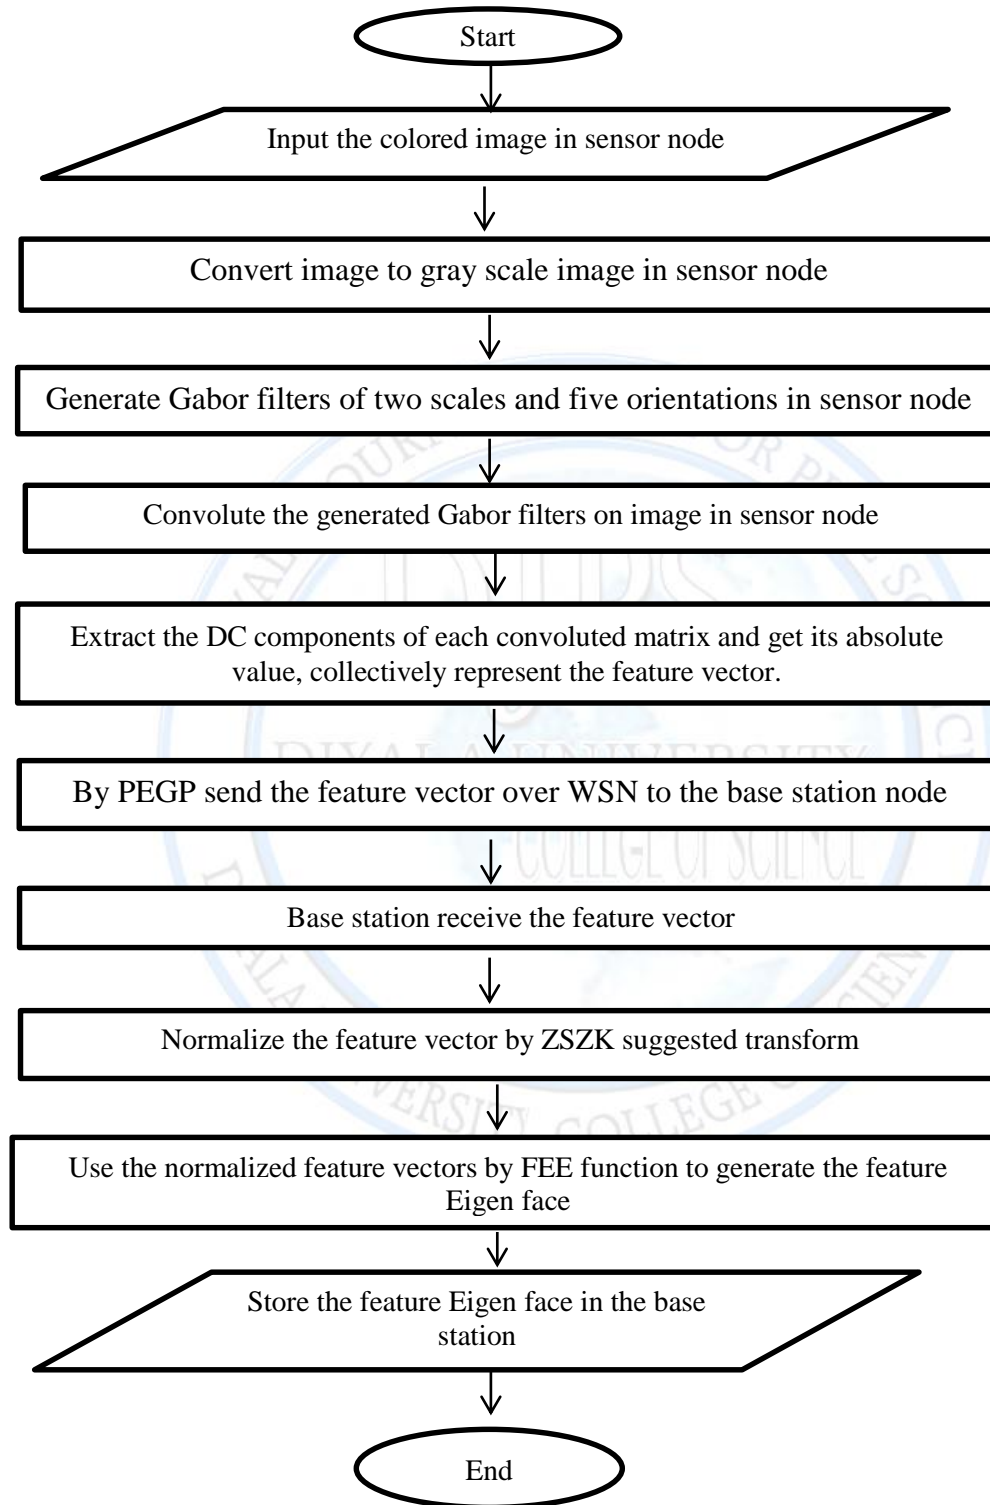 Start
Input the colored image in sensor node
Convert image to gray scale image in sensor node
Generate Gabor filters of two scales and five orientations in sensor node
Convolute the generated Gabor filters on image in sensor node
Extract the DC components of each convoluted matrix and get its absolute
value, collectively represent the feature vector.
By PEGP send the feature vector over WSN to the base station node
Base station receive the feature vector
Normalize the feature vector by ZSZK suggested transform
Use the normalized feature vectors by FEE function to generate the feature
Eigen face
Store the feature Eigen face in the base
station
End
DIYALA UNIVERSITY
COLLEGE OF SCIENCE